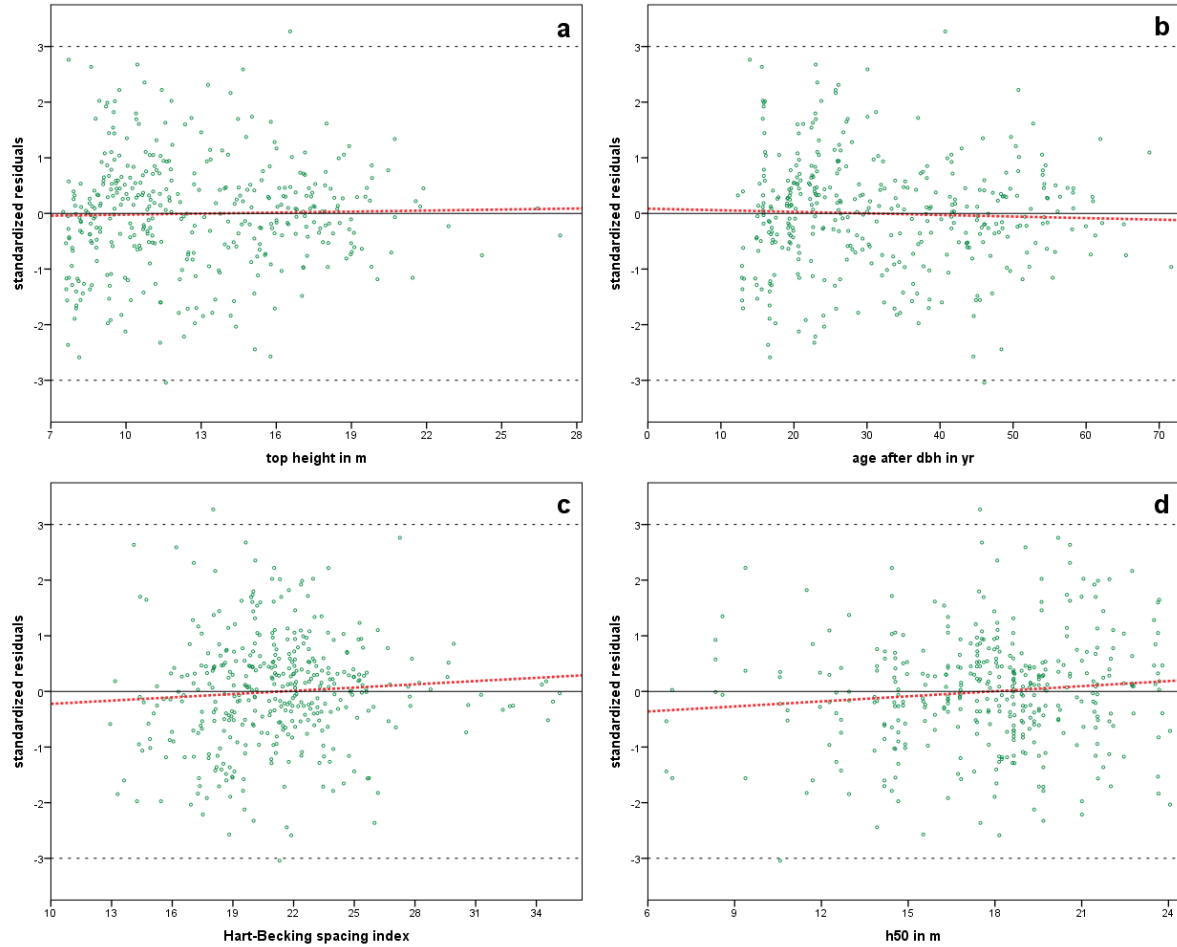 a
3
2
1
0
-1
-2
-3
standardized residuals
7 10 13 16 19 22 25 28
top height in m
b
3
2
1
0
-1
-2
-3
standardized residuals
0 10 20 30 40 50 60 70
age after dbh in yr
c
3
2
1
0
-1
-2
-3
standardized residuals
10 13 16 19 22 25 28 31 34
Hart-Becking spacing index
d
3
2
1
0
-1
-2
-3
standardized residuals
6 9 12 15 18 21 24
h50 in m